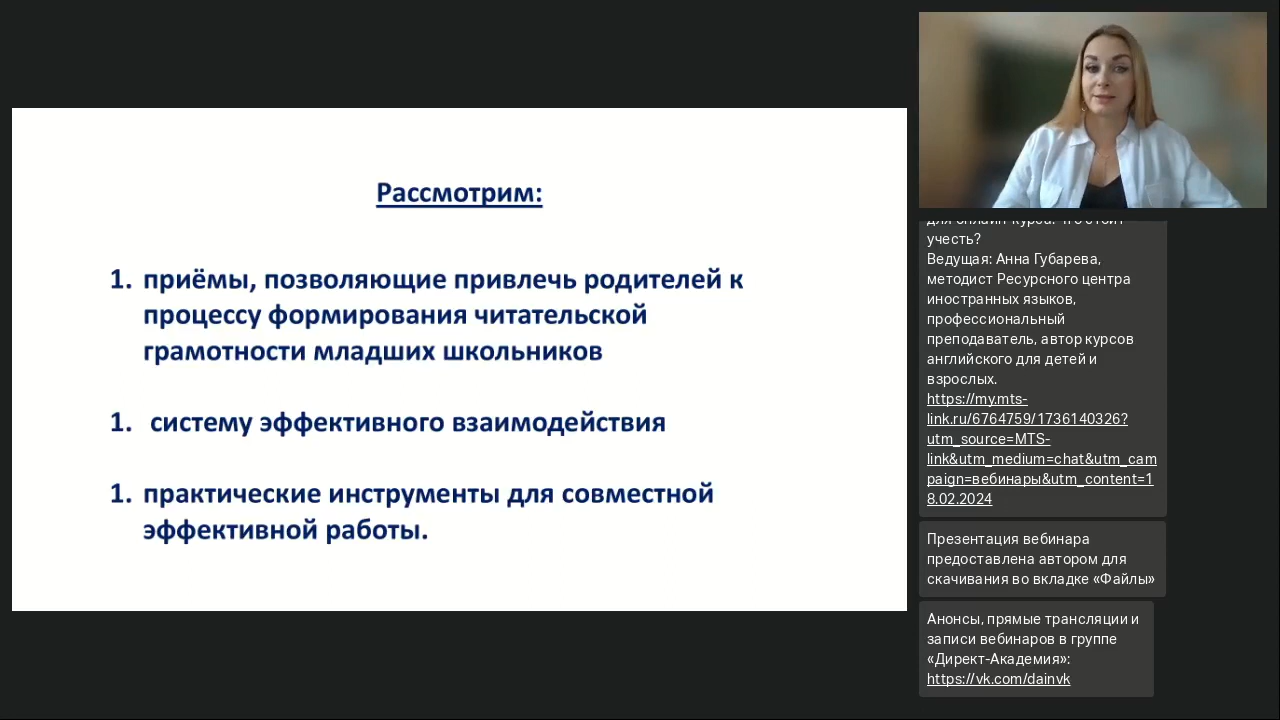 Рассмотрим:
1. приёмы, позволяющие привлечь родителей к
процессу формирования читательской
грамотности младших школьников
1. систему эффективного взаимодействия
1. практические инструменты для совместной
эффективной работы.
учесть?
Ведущая: Анна Губарева,
методист Ресурсного центра
иностранных языков,
профессиональный
преподаватель, автор курсов
английского для детей и
взрослых.
https://my.mts-
link.ru/6764759/1736140326?
utm_source=MTS-
link&utm_medium=chat&utm_cam
paign=вебинары&utm_content=1
8.02.2024
Презентация вебинара
предоставлена автором для
скачивания во вкладке «Файлы»
Анонсы, прямые трансляции и
записи вебинаров в группе
«Директ-Академия»:
https://vk.com/dainvk